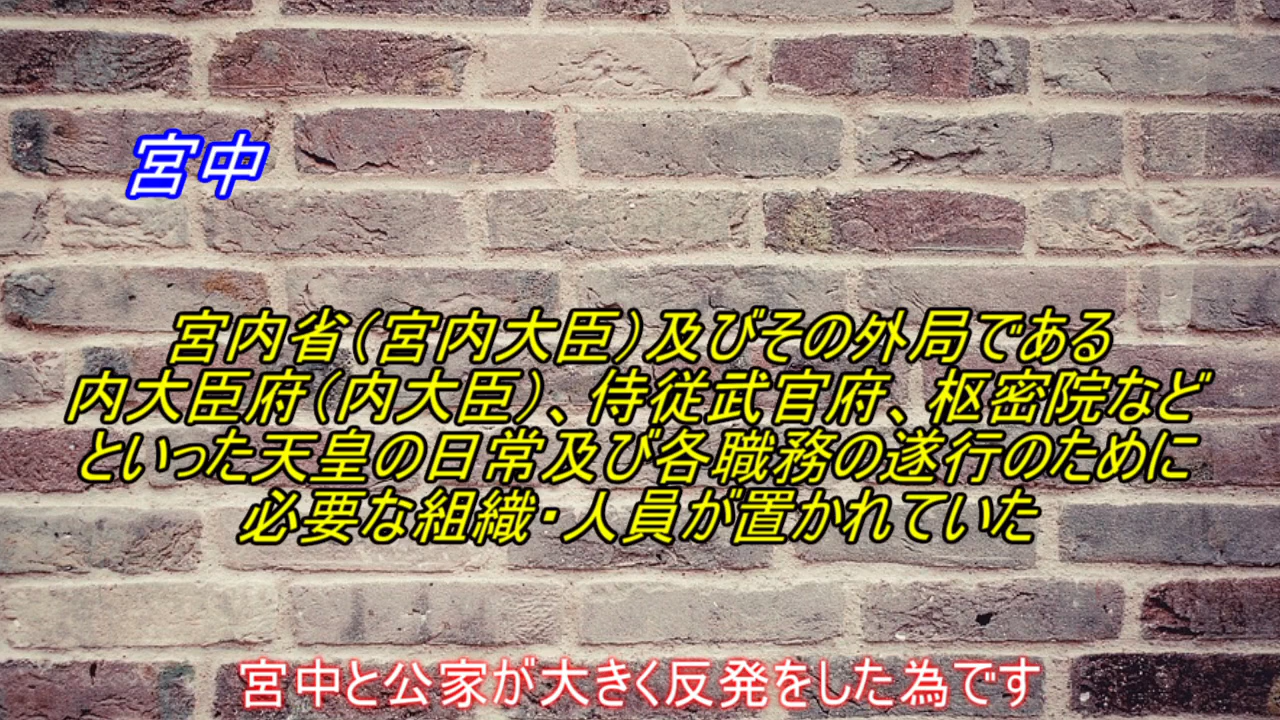 宮中
宮内省（宮内大臣）及びその外局である
内大臣府（内大臣）、侍従武官府、枢密院など
といった天皇の日常及び各職務の遂行のために
必要な組織・人員が置かれていた
宮中と公家が大きく反発をした為です